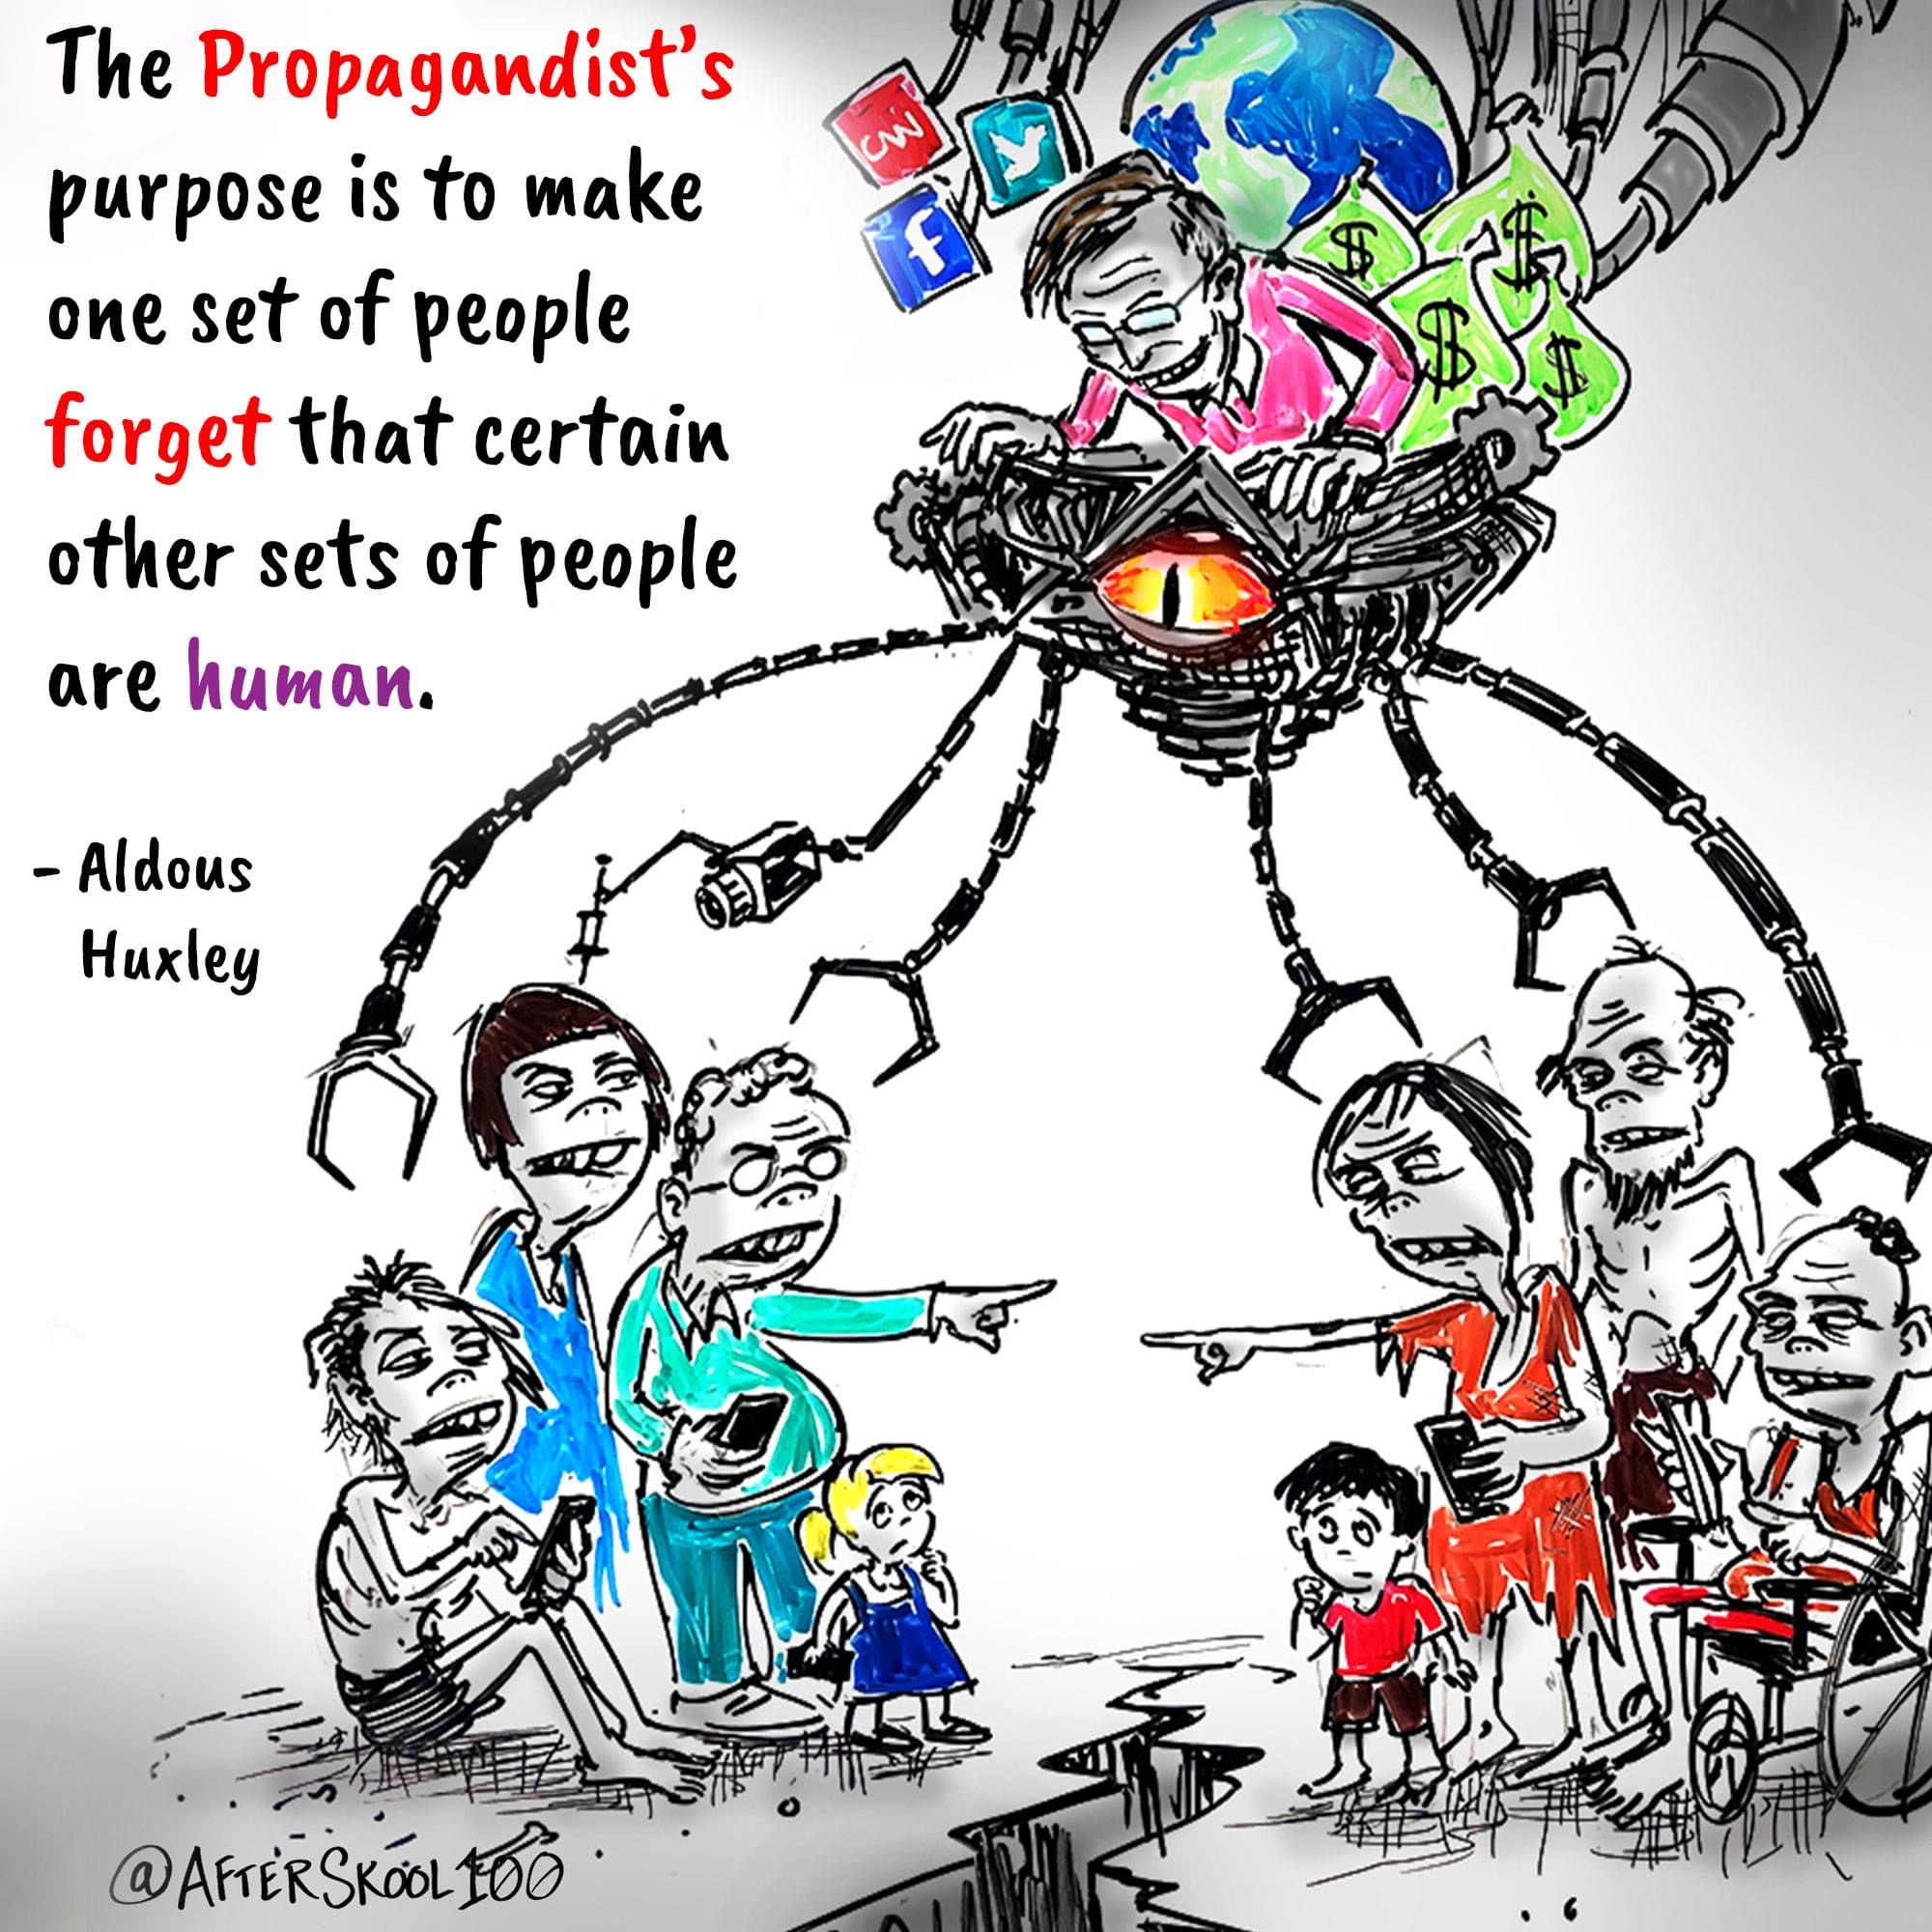 The Propagandist's
purpose is to make
one set of people
forget that certain
other sets of people
are human.
- Aldous
Huxley
CNN
f
$
$
$
$
@AFTERSKOOL100